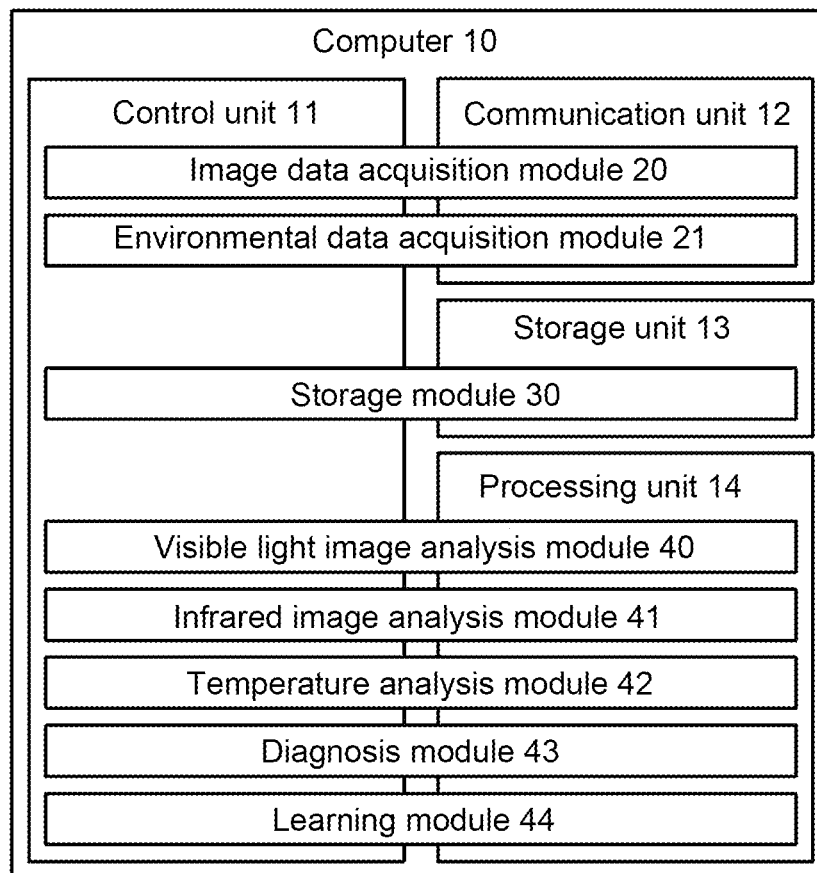 Computer 10
Control unit 11
Communication unit 12
Image data acquisition module 20
Environmental data acquisition module 21
Storage unit 13
Storage module 30
Processing unit 14
Visible light image analysis module 40
Infrared image analysis module 41
Temperature analysis module 42
Diagnosis module 43
Learning module 44